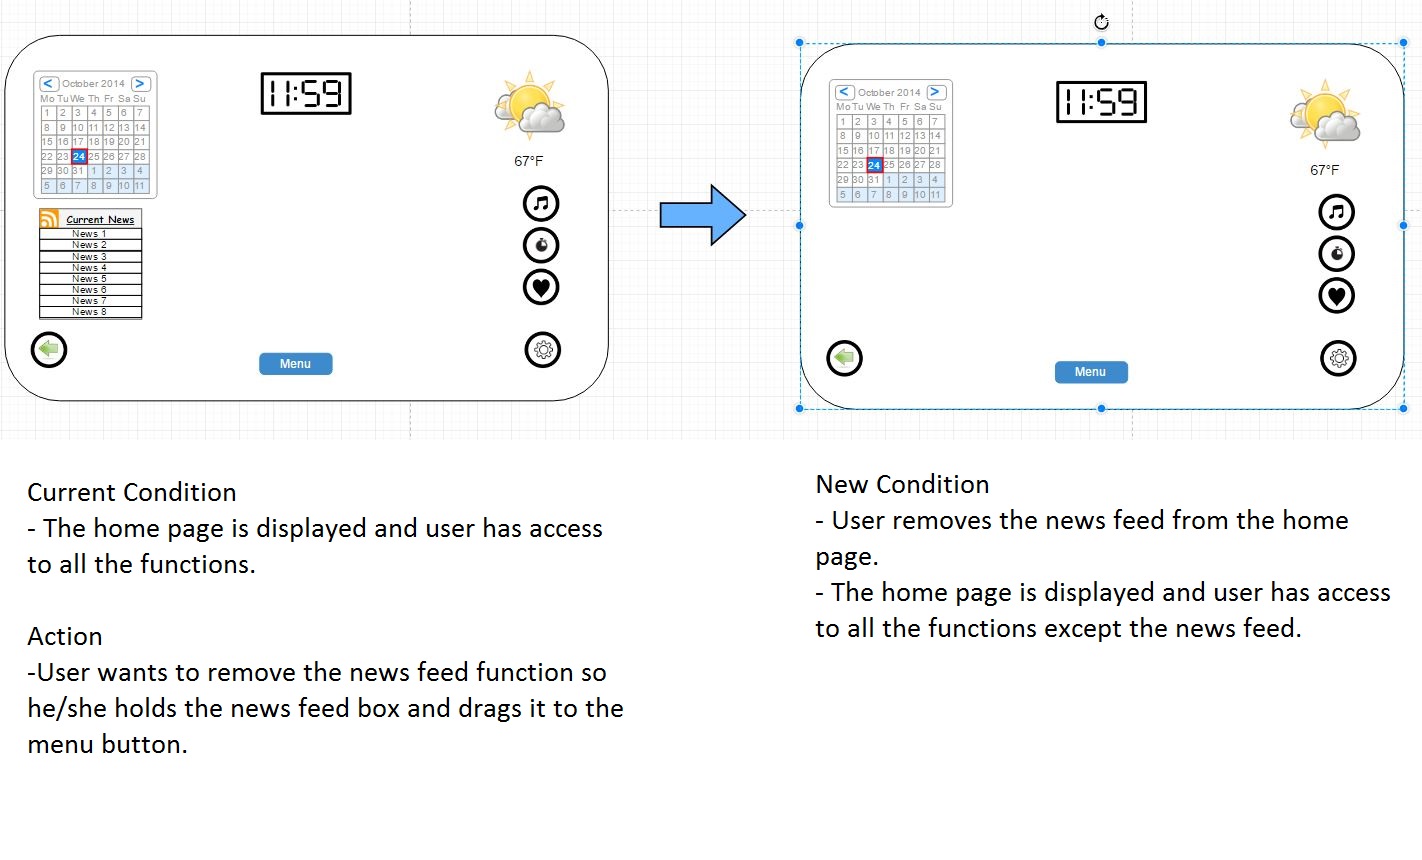 < October 2014 >
Mo Tu We Th Fr Sa Su
1 2 3 4 5 6 7
8 9 10 11 12 13 14
15 16 17 18 19 20 21
22 23 24 25 26 27 28
29 30 31 1 2 3 4
5 6 7 8 9 10 11
11:59
67°F
Current News
News 1
News 2
News 3
News 4
News 5
News 6
News 7
News 8
Menu
< October 2014 >
Mo Tu We Th Fr Sa Su
1 2 3 4 5 6 7
8 9 10 11 12 13 14
15 16 17 18 19 20 21
22 23 24 25 26 27 28
29 30 31 1 2 3 4
5 6 7 8 9 10 11
11:59
67°F
Menu
Current Condition
- The home page is displayed and user has access
to all the functions.
Action
-User wants to remove the news feed function so
he/she holds the news feed box and drags it to the
menu button.
New Condition
- User removes the news feed from the home
page.
- The home page is displayed and user has access
to all the functions except the news feed.